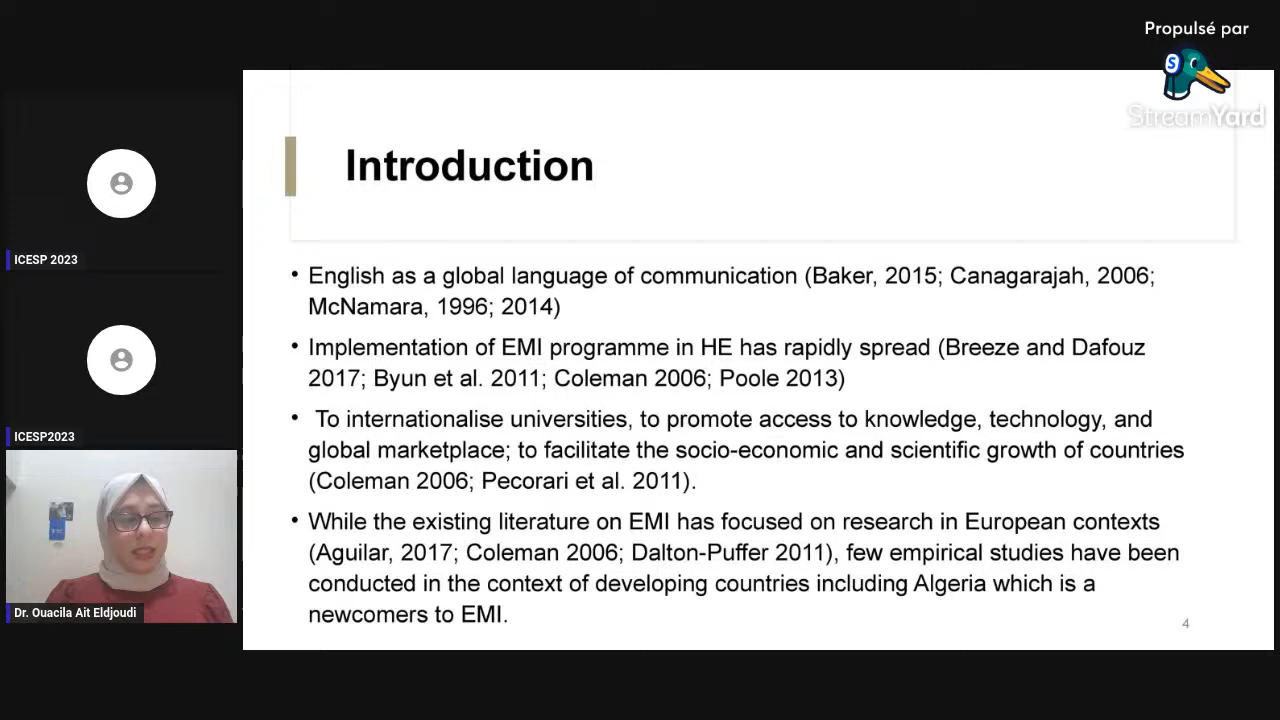 Propulsé par
S
StreamYard
Introduction
• English as a global language of communication (Baker, 2015; Canagarajah, 2006;
McNamara, 1996; 2014)
• Implementation of EMI programme in HE has rapidly spread (Breeze and Dafouz
2017; Byun et al. 2011; Coleman 2006; Poole 2013)
• To internationalise universities, to promote access to knowledge, technology, and
global marketplace; to facilitate the socio-economic and scientific growth of countries
(Coleman 2006; Pecorari et al. 2011).
• While the existing literature on EMI has focused on research in European contexts
(Aguilar, 2017; Coleman 2006; Dalton-Puffer 2011), few empirical studies have been
conducted in the context of developing countries including Algeria which is a
newcomers to EMI.
4
ICESP 2023
ICESP2023
Dr. Ouacila Ait Eldjoudi